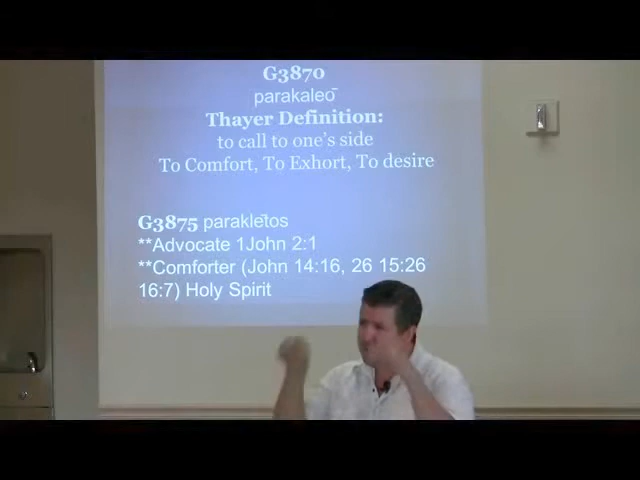 G3870
parakaleō
Thayer Definition:
to call to one's side
To Comfort, To Exhort, To desire
G3875 paraklētos
**Advocate 1John 2:1
**Comforter (John 14:16, 26 15:26
16:7) Holy Spirit